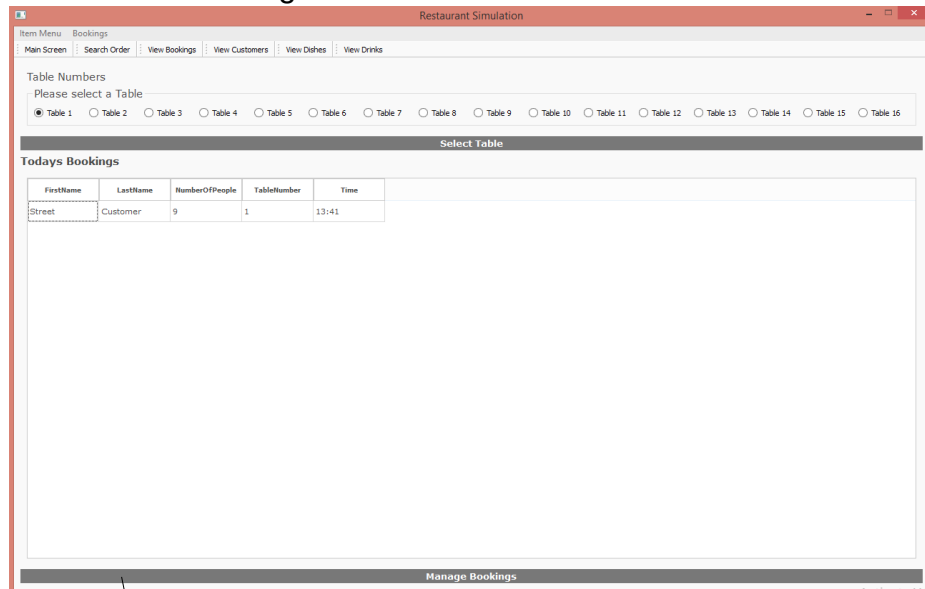 Restaurant Simulation
Item Menu Bookings
Main Screen Search Order View Bookings View Customers View Dishes View Drinks
Table Numbers
Please select a Table
Table 1 Table 2 Table 3 Table 4 Table 5 Table 6 Table 7 Table 8 Table 9 Table 10 Table 11 Table 12 Table 13 Table 14 Table 15 Table 16
Select Table
Todays Bookings
FirstName LastName NumberOfPeople TableNumber Time
Street Customer 9 1 13:41
Manage Bookings